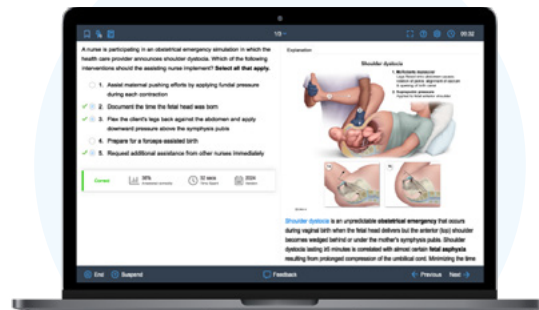 1/3
99:52
A nurse is participating in an obstetrical emergency simulation in which the
health care provider announces shoulder dystocia. Which of the following
interventions should the assisting nurse implement? Select all that apply.
1. Assist maternal pushing efforts by applying fundal pressure
during each contraction
2. Document the time the fetal head was born
3. Flex the client's legs back against the abdomen and apply
downward pressure above the symphysis pubis
4. Prepare for a forceps-assisted birth
5. Request additional assistance from other nurses immediately
Correct
2024
Explanation
Shoulder dystocia
1. McRoberts maneuver
2. Suprapubic pressure
Shoulder dystocia is an unpredictable obstetrical emergency that occurs
during vaginal birth when the fetal head delivers but the anterior (top) shoulder
becomes wedged behind or under the mother's symphysis pubis. Shoulder
dystocia lasting ≥5 minutes is correlated with almost certain fetal asphyxia
resulting from prolonged compression of the umbilical cord. Minimizing the time
End
Suspend
Feedback
Previous
Next